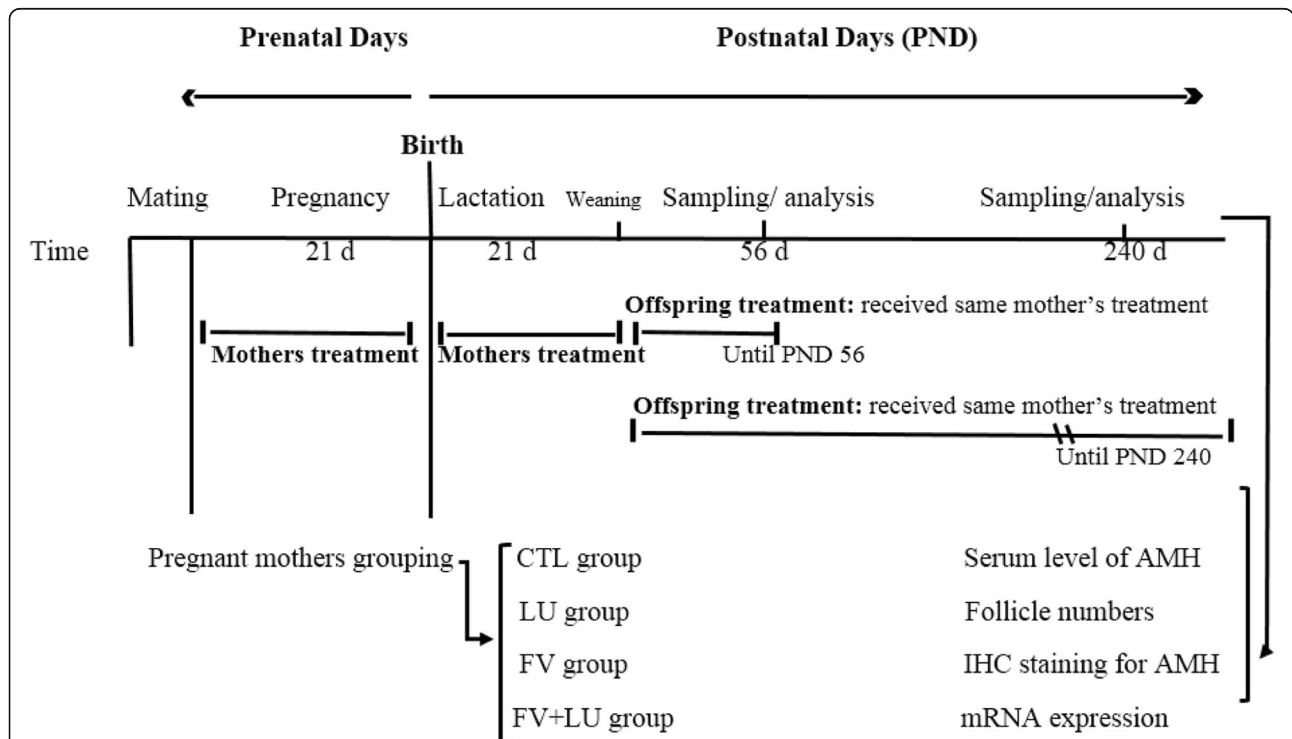 Prenatal Days Postnatal Days (PND)
Birth
Mating Pregnancy Lactation Weaning Sampling/ analysis Sampling/analysis
Time 21 d 21 d 56 d 240 d
Offspring treatment: received same mother's treatment
Mothers treatment Mothers treatment Until PND 56
Offspring treatment: received same mother's treatment
Until PND 240
Pregnant mothers grouping CTL group Serum level of AMH
LU group Follicle numbers
FV group IHC staining for AMH
FV+LU group mRNA expression